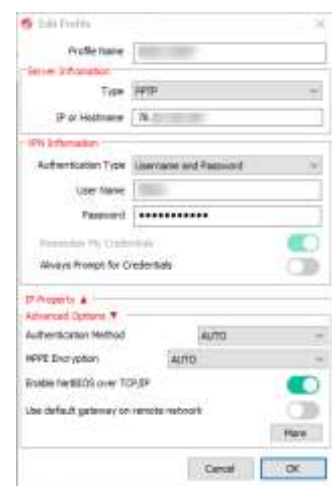 Edit Profile
Profile Name
Server Information
Type PPTP
IP or Hostname 76.
VPN Information
Authentication Type Username and Password
User Name
Password ●●●●●●●●●●●
Remember My Credentials
Always Prompt for Credentials
IP Property ▲
Advanced Options ▼
Authentication Method AUTO
MPPE Encryption AUTO
Enable NetBIOS over TCP/IP
Use default gateway on remote network
More
Cancel OK